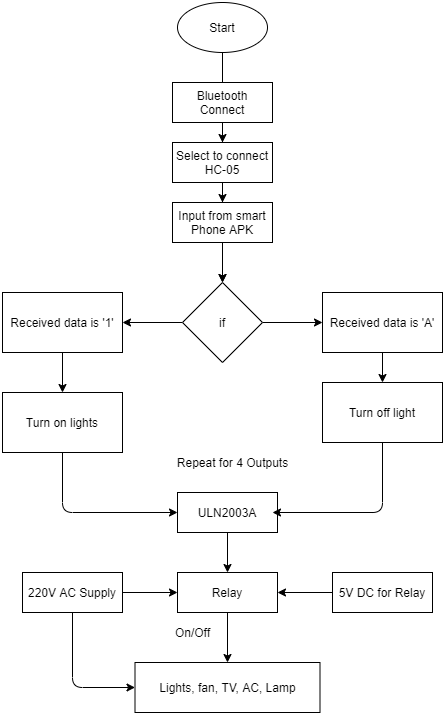 Start
Bluetooth
Connect
Select to connect
HC-05
Input from smart
Phone APK
Received data is '1'
if
Received data is 'A'
Turn on lights
Turn off light
Repeat for 4 Outputs
ULN2003A
220V AC Supply
Relay
5V DC for Relay
On/Off
Lights, fan, TV, AC, Lamp